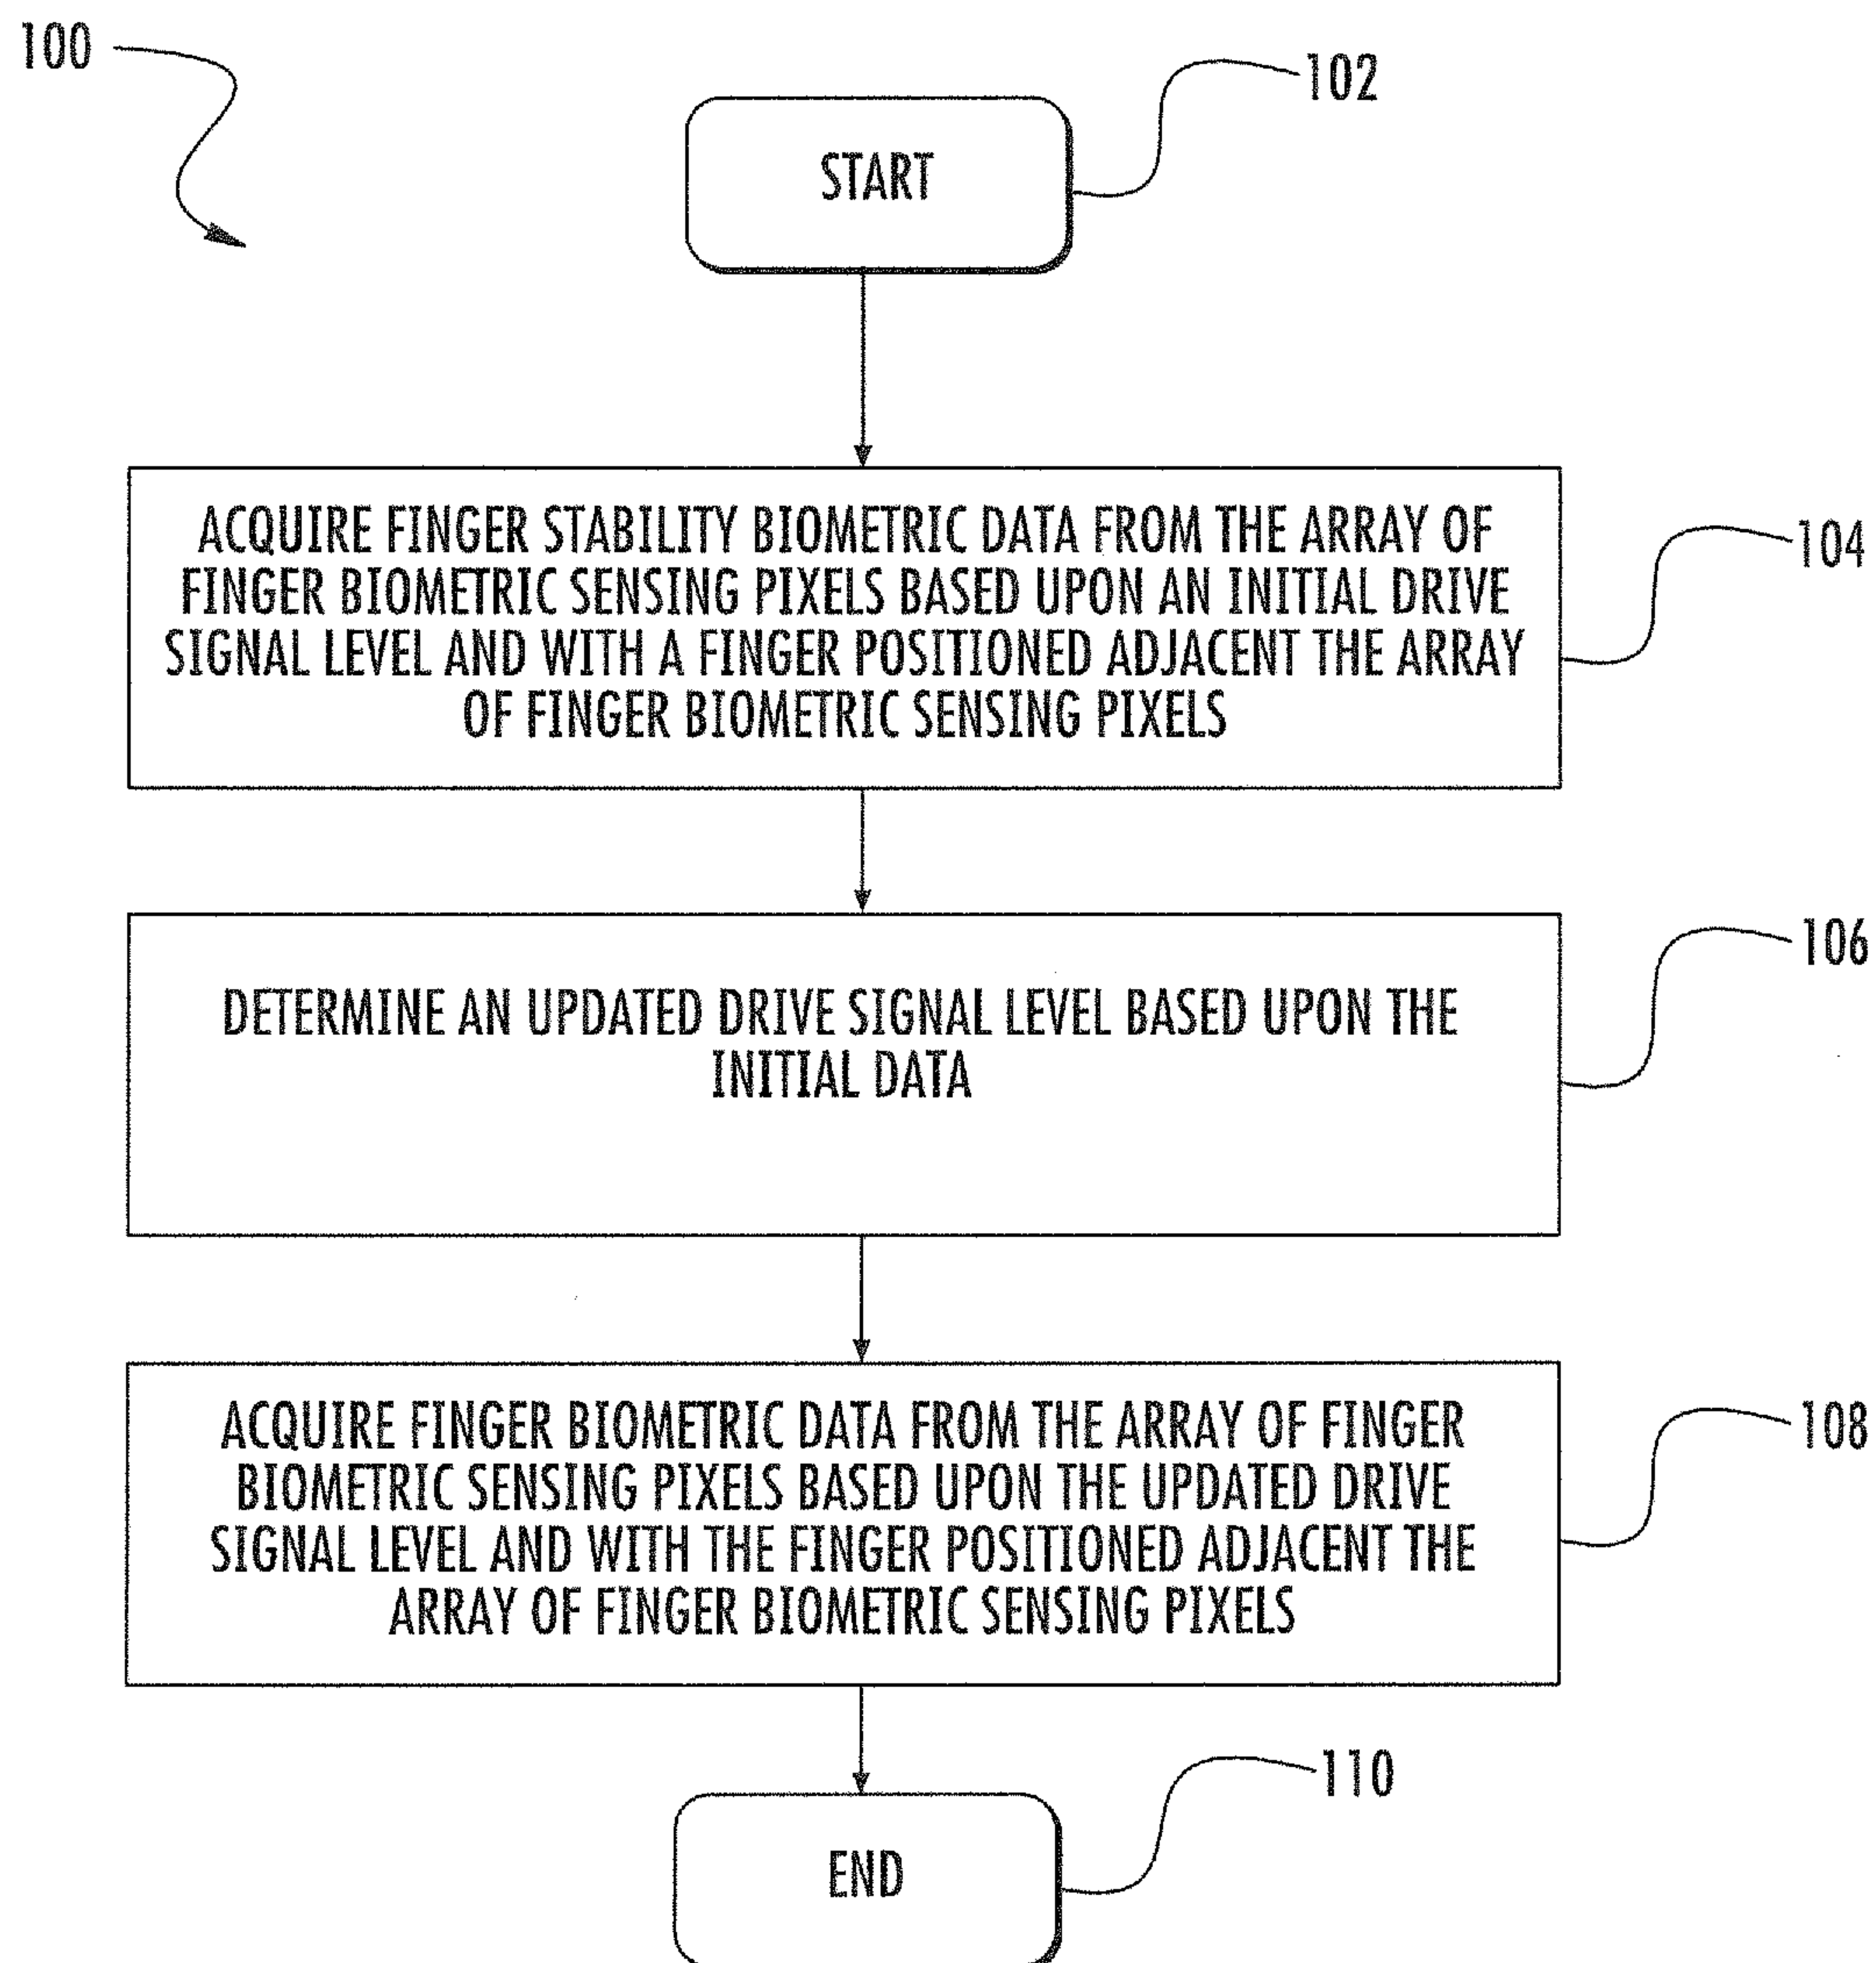 100
102
START
ACQUIRE FINGER STABILITY BIOMETRIC DATA FROM THE ARRAY OF
FINGER BIOMETRIC SENSING PIXELS BASED UPON AN INITIAL DRIVE
SIGNAL LEVEL AND WITH A FINGER POSITIONED ADJACENT THE ARRAY
OF FINGER BIOMETRIC SENSING PIXELS
104
DETERMINE AN UPDATED DRIVE SIGNAL LEVEL BASED UPON THE
INITIAL DATA
106
ACQUIRE FINGER BIOMETRIC DATA FROM THE ARRAY OF FINGER
BIOMETRIC SENSING PIXELS BASED UPON THE UPDATED DRIVE
SIGNAL LEVEL AND WITH THE FINGER POSITIONED ADJACENT THE
ARRAY OF FINGER BIOMETRIC SENSING PIXELS
108
110
END